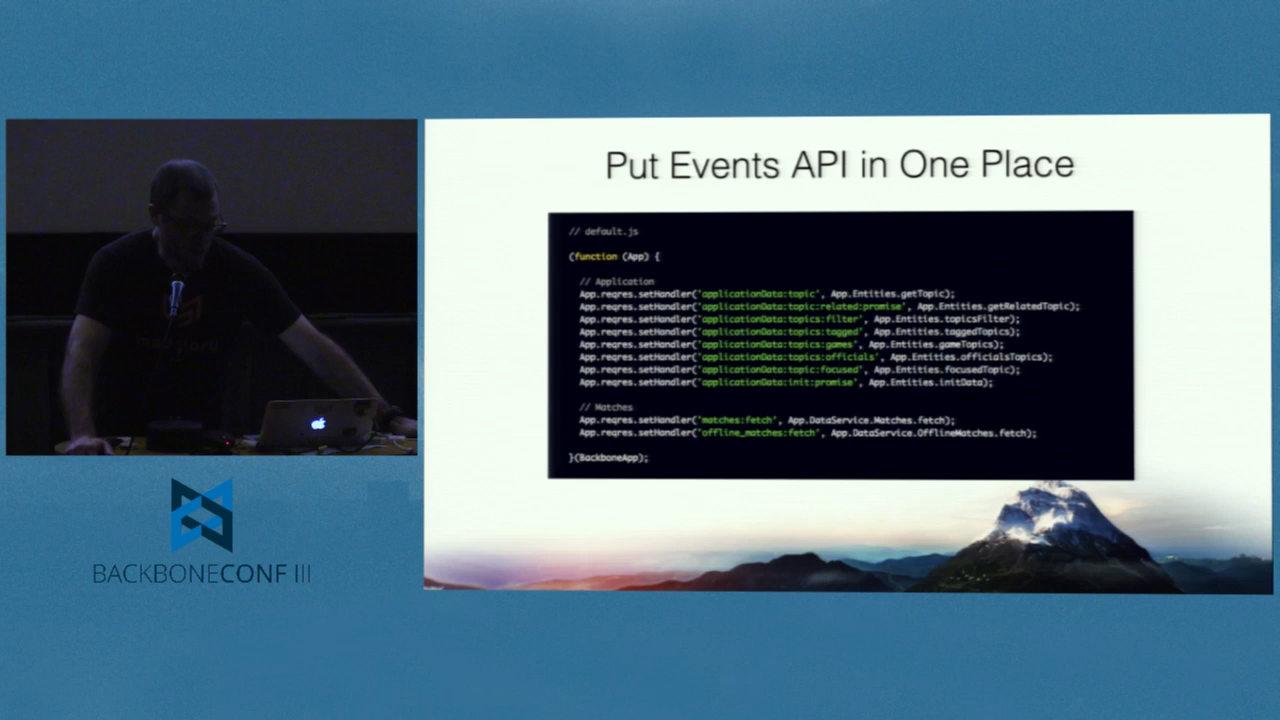 Put Events API in One Place
// default.js
(function (App) {
// Application
App.reqres.setHandler('applicationData:topic', App.Entities.getTopic);
App.reqres.setHandler('applicationData:topic:related:promise', App.Entities.getRelatedTopic);
App.reqres.setHandler('applicationData:topics:filter', App.Entities.topicsFilter);
App.reqres.setHandler('applicationData:topics:tagged', App.Entities.taggedTopics);
App.reqres.setHandler('applicationData:topics:games', App.Entities.gameTopics);
App.reqres.setHandler('applicationData:topics:officials', App.Entities.officialsTopics);
App.reqres.setHandler('applicationData:topic:focused', App.Entities.focusedTopic);
App.reqres.setHandler('applicationData:init:promise', App.Entities.initData);
// Matches
App.reqres.setHandler('matches:fetch', App.DataService.Matches.fetch);
App.reqres.setHandler('offline_matches:fetch', App.DataService.OfflineMatches.fetch);
}(BackboneApp);
BACKBONECONF III